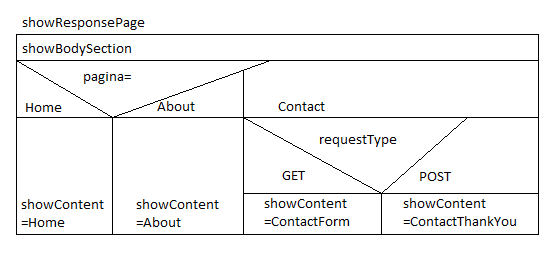 showResponsePage
showBodySection
pagina=
Home
About
Contact
requestType
GET
POST
showContent
=Home
showContent
=About
showContent
=ContactForm
showContent
=ContactThankYou